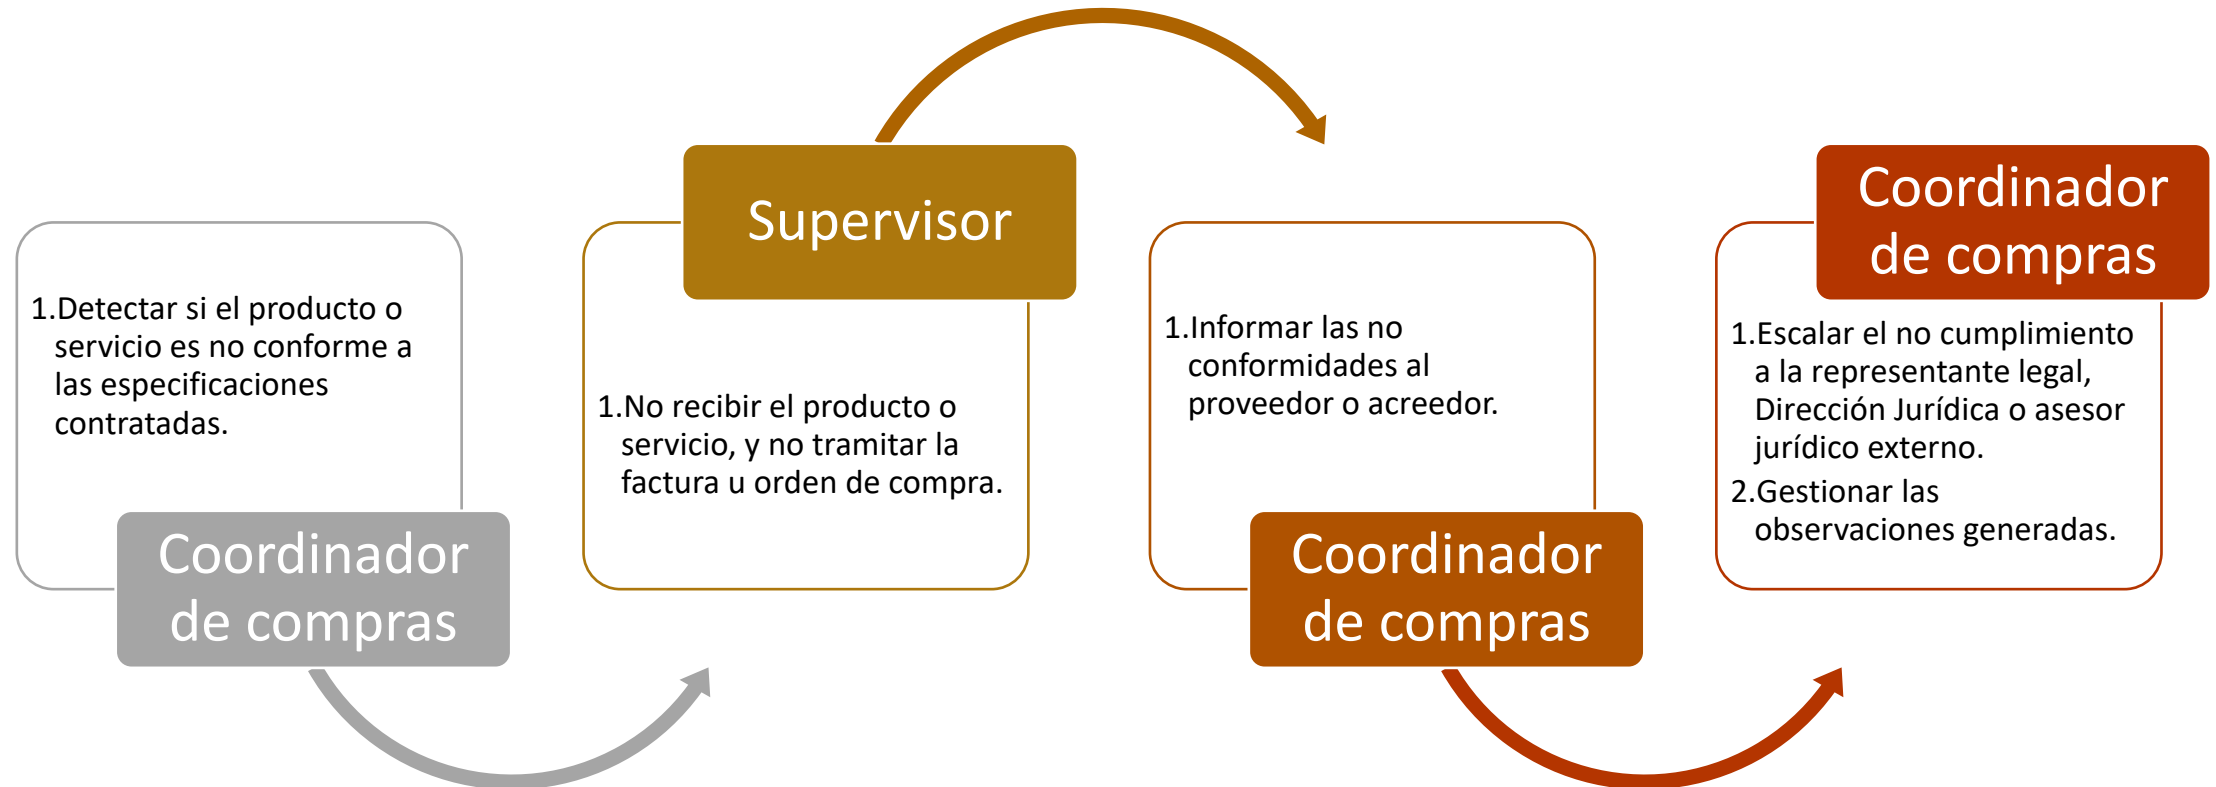 1.Detectar si el producto o
servicio es no conforme a
las especificaciones
contratadas.
Coordinador
de compras
Supervisor
1.No recibir el producto o
servicio, y no tramitar la
factura u orden de compra.
1.Informar las no
conformidades al
proveedor o acreedor.
Coordinador
de compras
Coordinador
de compras
1.Escalar el no cumplimiento
a la representante legal,
Dirección Jurídica o asesor
jurídico externo.
2.Gestionar las
observaciones generadas.